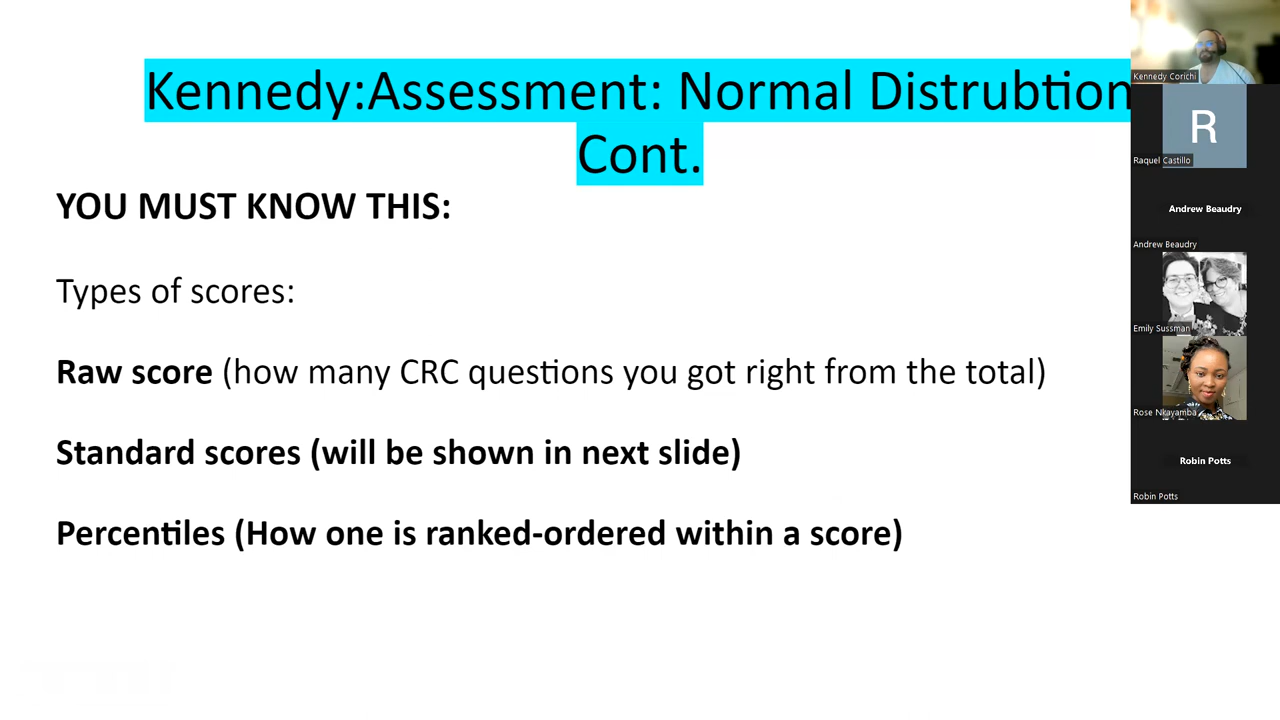 Kennedy:Assessment: Normal Distrubtion
Cont.
YOU MUST KNOW THIS:
Types of scores:
Raw score (how many CRC questions you got right from the total)
Standard scores (will be shown in next slide)
Percentiles (How one is ranked-ordered within a score)
Kennedy Corichi
R
Raquel Castillo
Andrew Beaudry
Andrew Beaudry
Emily Sussman
Rose Nkayamba
Robin Potts
Robin Potts